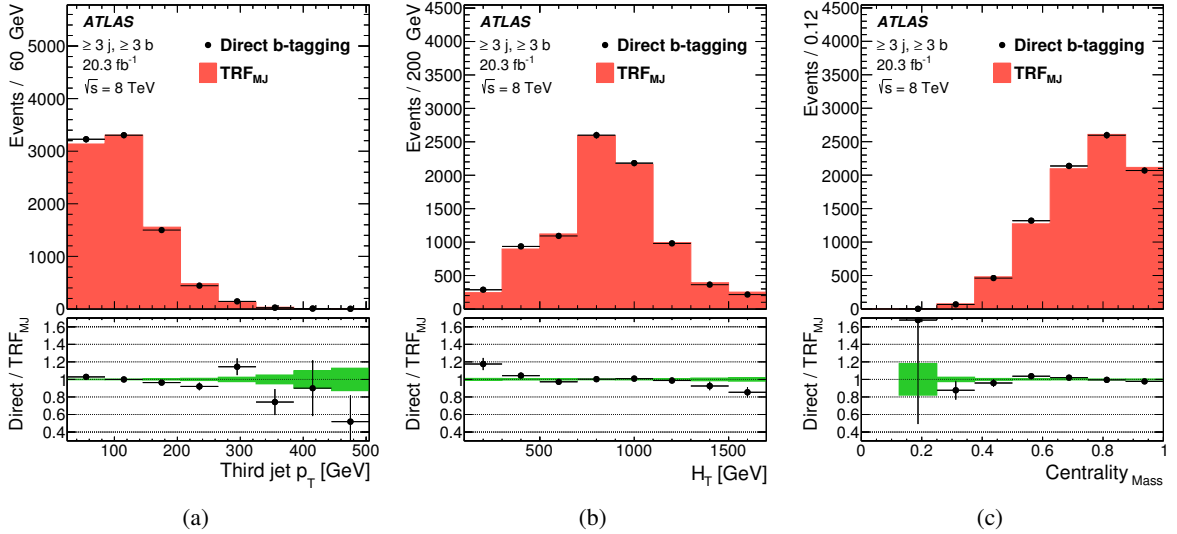 Events / 60 GeV
5000
4000
3000
2000
1000
0
ATLAS
≥ 3 j, ≥ 3 b
20.3 fb⁻¹
√s = 8 TeV
Direct b-tagging
TRF_MJ
Direct / TRF_MJ
1.6
1.4
1.2
1
0.8
0.6
0.4
100 200 300 400 500
Third jet p_T [GeV]
(a)
Events / 200 GeV
4500
4000
3500
3000
2500
2000
1500
1000
500
0
ATLAS
≥ 3 j, ≥ 3 b
20.3 fb⁻¹
√s = 8 TeV
Direct b-tagging
TRF_MJ
Direct / TRF_MJ
1.6
1.4
1.2
1
0.8
0.6
0.4
500 1000 1500
H_T [GeV]
(b)
Events / 0.12
4500
4000
3500
3000
2500
2000
1500
1000
500
0
ATLAS
≥ 3 j, ≥ 3 b
20.3 fb⁻¹
√s = 8 TeV
Direct b-tagging
TRF_MJ
Direct / TRF_MJ
1.6
1.4
1.2
1
0.8
0.6
0.4
0 0.2 0.4 0.6 0.8 1
Centrality_Mass
(c)